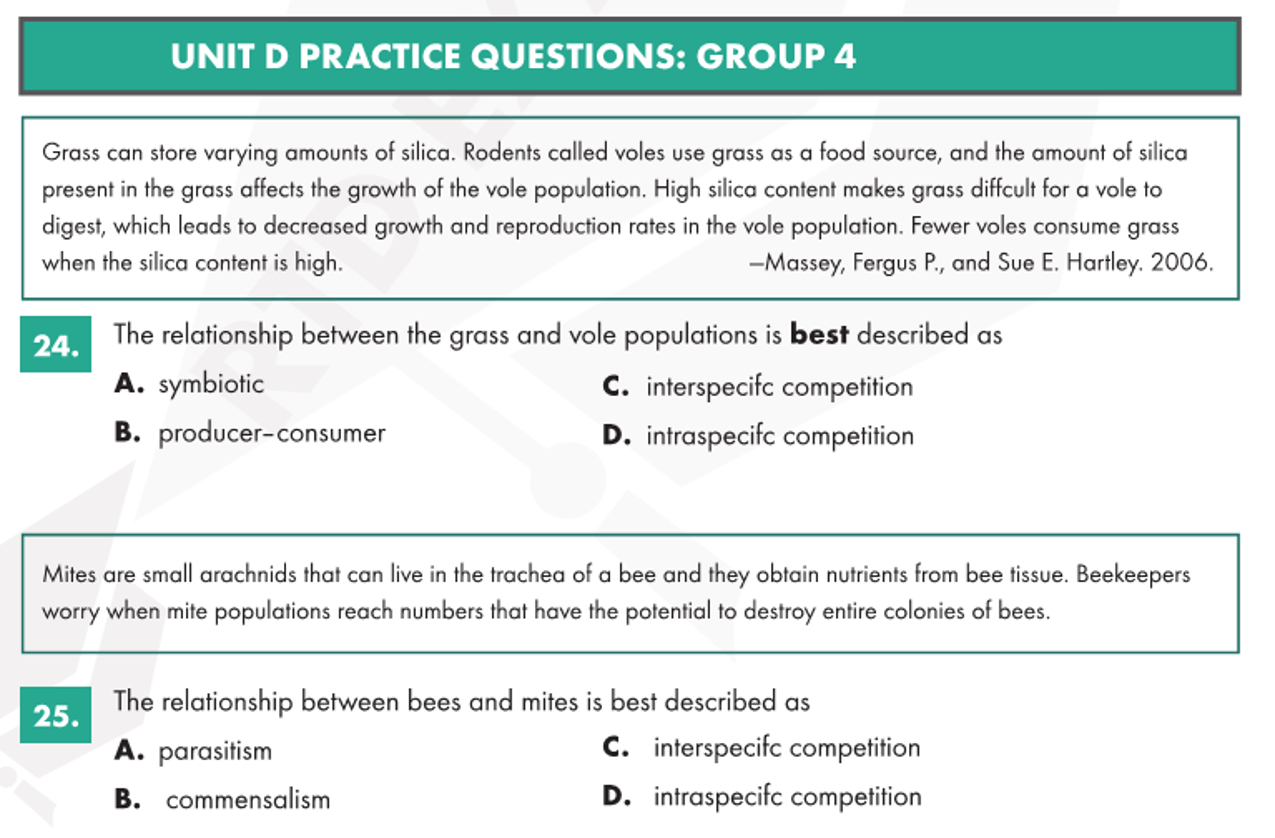 UNIT D PRACTICE QUESTIONS: GROUP 4
Grass can store varying amounts of silica. Rodents called voles use grass as a food source, and the amount of silica
present in the grass affects the growth of the vole population. High silica content makes grass diffcult for a vole to
digest, which leads to decreased growth and reproduction rates in the vole population. Fewer voles consume grass
when the silica content is high. –Massey, Fergus P., and Sue E. Hartley. 2006.
24. The relationship between the grass and vole populations is best described as
A. symbiotic
B. producer–consumer
C. interspecifc competition
D. intraspecifc competition
Mites are small arachnids that can live in the trachea of a bee and they obtain nutrients from bee tissue. Beekeepers
worry when mite populations reach numbers that have the potential to destroy entire colonies of bees.
25. The relationship between bees and mites is best described as
A. parasitism
B. commensalism
C. interspecifc competition
D. intraspecifc competition